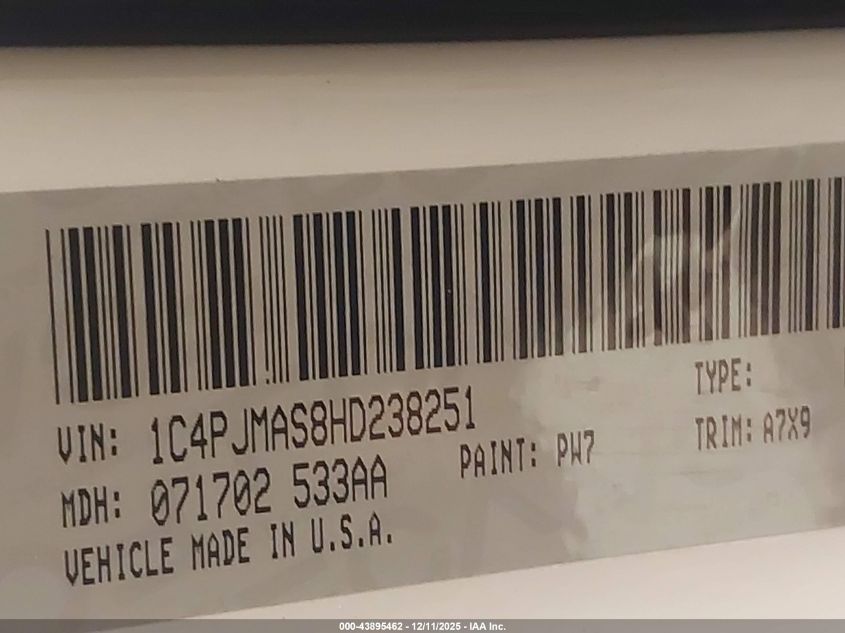 VIN: 1C4PJMAS8HD238251
TYPE:
MDH: 071702 533AA
PAINT: PW7
TRIM: A7X9
VEHICLE MADE IN U.S.A.
000-43895462 - 12/11/2025 - IAA Inc.